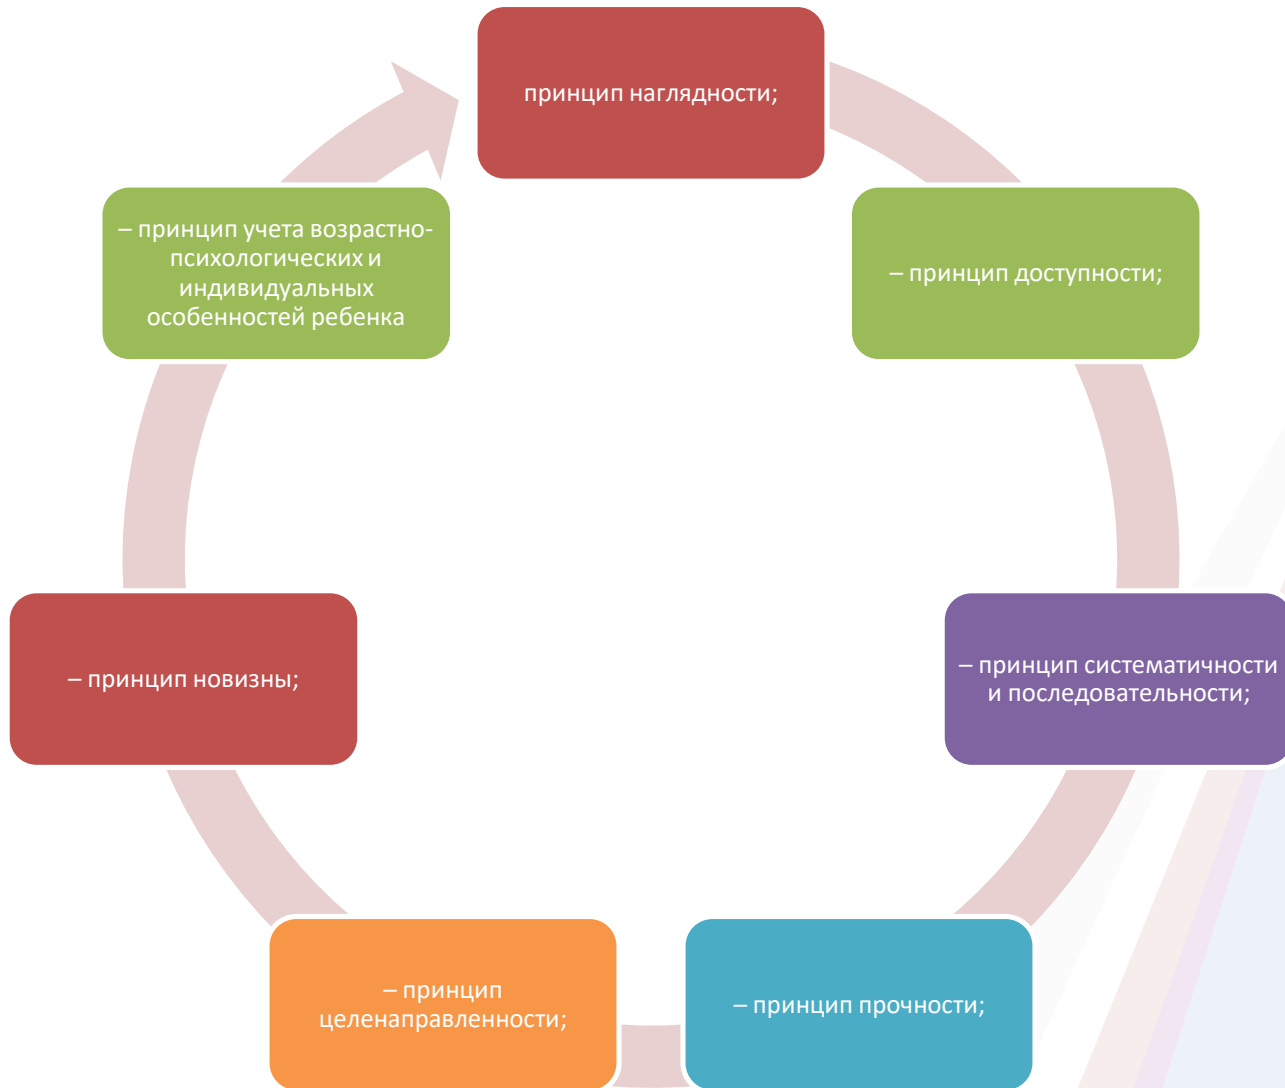 принцип наглядности;
– принцип доступности;
– принцип систематичности
и последовательности;
– принцип прочности;
– принцип
целенаправленности;
– принцип новизны;
– принцип учета возрастно-
психологических и
индивидуальных
особенностей ребенка